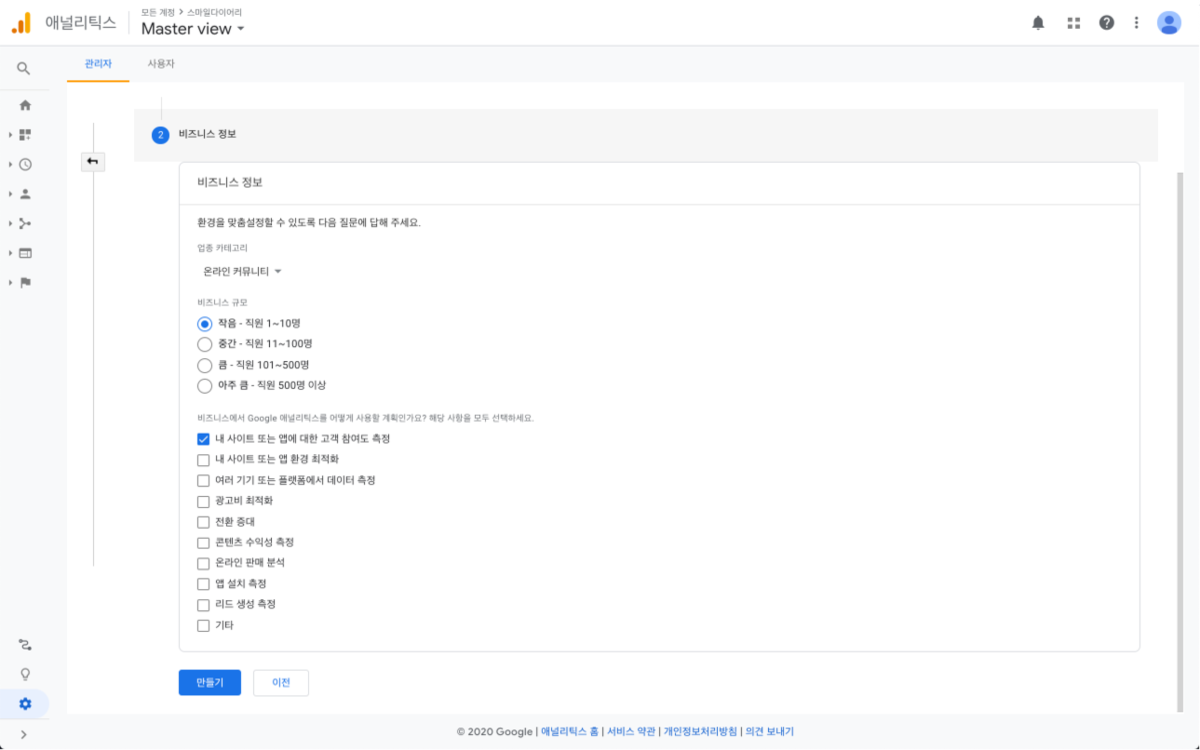 애널리틱스
모든 계정 > 스마일다이어리
Master view
관리자
사용자
2 비즈니스 정보
비즈니스 정보
환경을 맞춤설정할 수 있도록 다음 질문에 답해 주세요.
업종 카테고리
온라인 커뮤니티
비즈니스 규모
작음 - 직원 1~10명
중간 - 직원 11~100명
큼 - 직원 101~500명
아주 큼 - 직원 500명 이상
비즈니스에서 Google 애널리틱스를 어떻게 사용할 계획인가요? 해당 사항을 모두 선택하세요.
내 사이트 또는 앱에 대한 고객 참여도 측정
내 사이트 또는 앱 환경 최적화
여러 기기 또는 플랫폼에서 데이터 측정
광고비 최적화
전환 증대
콘텐츠 수익성 측정
온라인 판매 분석
앱 설치 측정
리드 생성 측정
기타
만들기
이전
© 2020 Google | 애널리틱스 홈 | 서비스 약관 | 개인정보처리방침 | 의견 보내기